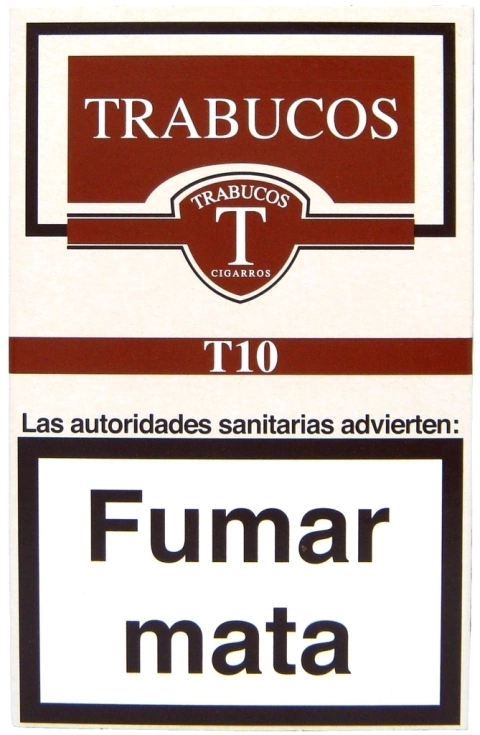 TRABUCOS
TRABUCOS
T
CIGARROS
T10
Las autoridades sanitarias advierten:
Fumar
mata